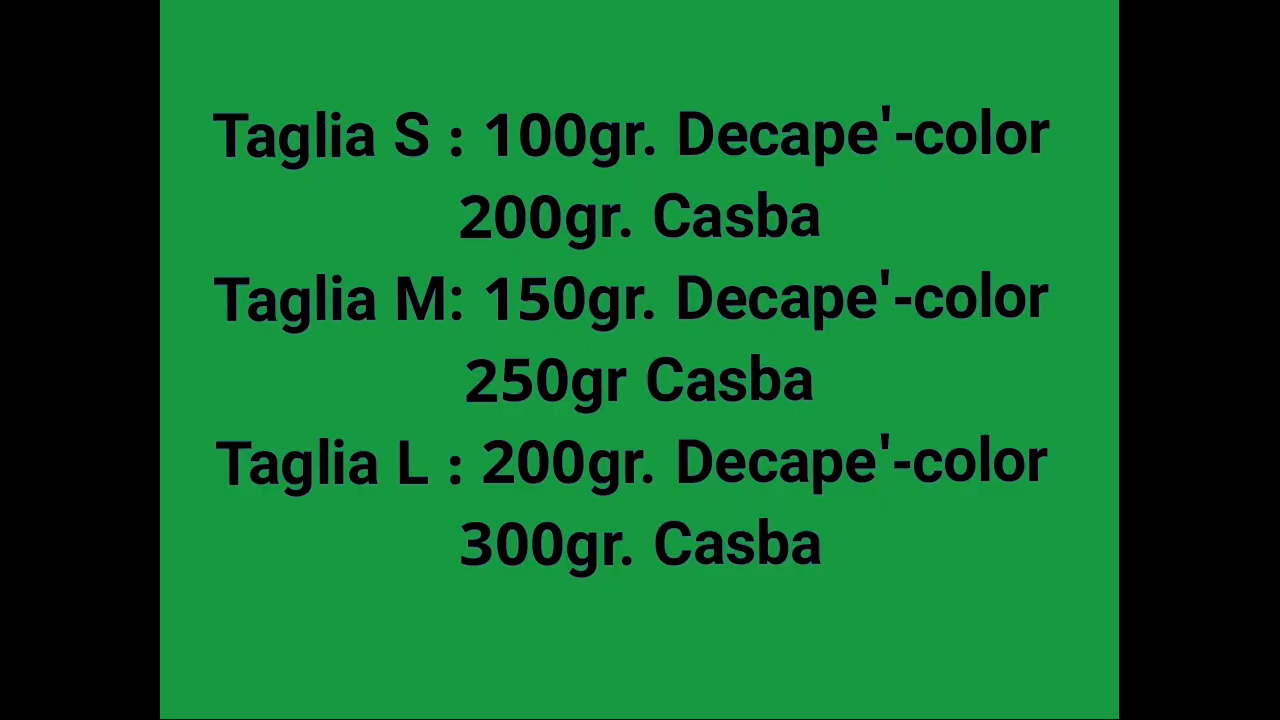 Taglia S : 100gr. Decape'-color
200gr. Casba
Taglia M: 150gr. Decape'-color
250gr Casba
Taglia L : 200gr. Decape'-color
300gr. Casba